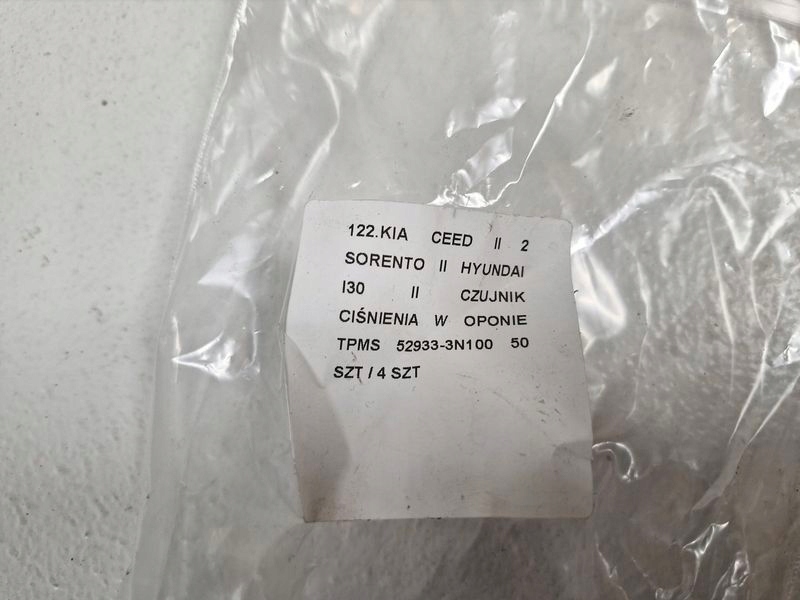 122.KIA CEED II 2
SORENTO II HYUNDAI
I30 II CZUJNIK
CIŚNIENIA W OPONIE
TPMS 52933-3N100 50
SZT / 4 SZT